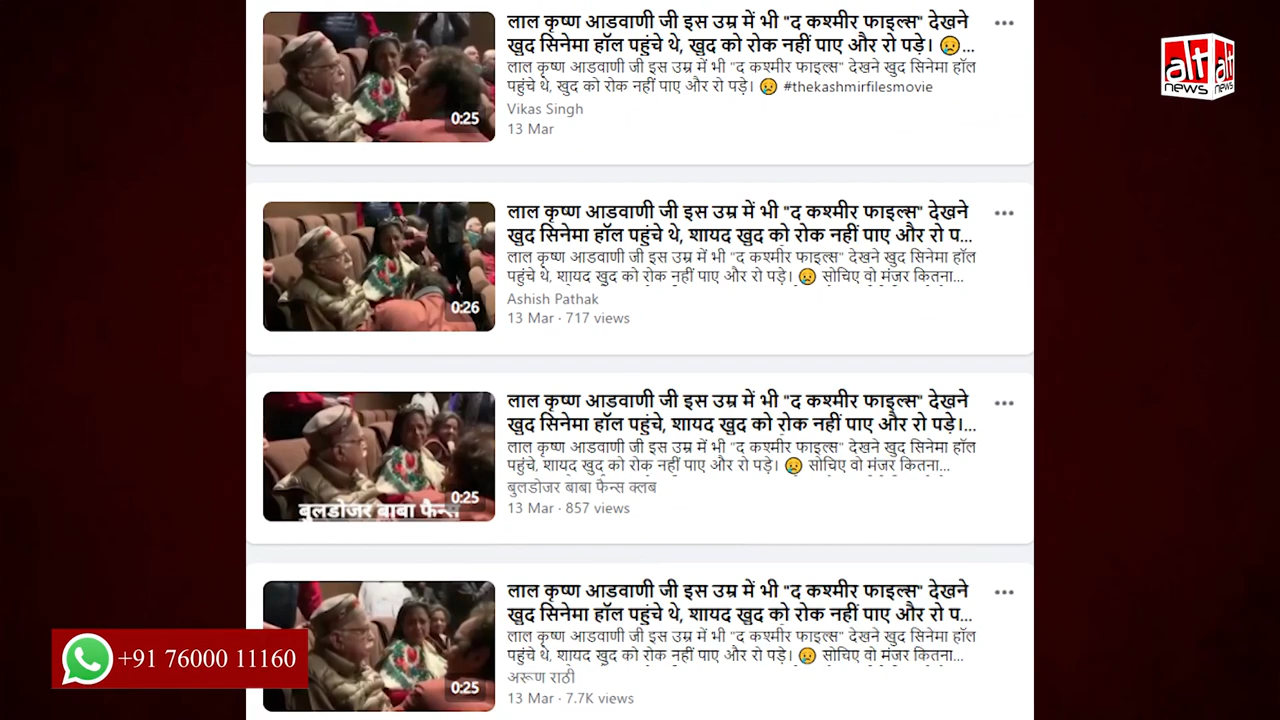 लाल कृष्ण आडवाणी जी इस उम्र में भी "द कश्मीर फाइल्स" देखने
खुद सिनेमा हॉल पहुंचे थे, खुद को रोक नहीं पाए और रो पड़े। 😥...
लाल कृष्ण आडवाणी जी इस उम्र में भी "द कश्मीर फाइल्स" देखने खुद सिनेमा हॉल
पहुंचे थे, खुद को रोक नहीं पाए और रो पड़े। 😥 #thekashmirfilesmovie
Vikas Singh
13 Mar
0:25
लाल कृष्ण आडवाणी जी इस उम्र में भी "द कश्मीर फाइल्स" देखने
खुद सिनेमा हॉल पहुंचे थे, शायद खुद को रोक नहीं पाए और रो प...
लाल कृष्ण आडवाणी जी इस उम्र में भी "द कश्मीर फाइल्स" देखने खुद सिनेमा हॉल
पहुंचे थे, शायद खुद को रोक नहीं पाए और रो पड़े। 😥 सोचिए वो मंजर कितना...
Ashish Pathak
13 Mar · 717 views
0:26
लाल कृष्ण आडवाणी जी इस उम्र में भी "द कश्मीर फाइल्स" देखने
खुद सिनेमा हॉल पहुंचे, शायद खुद को रोक नहीं पाए और रो पड़े।...
लाल कृष्ण आडवाणी जी इस उम्र में भी "द कश्मीर फाइल्स" देखने खुद सिनेमा हॉल
पहुंचे, शायद खुद को रोक नहीं पाए और रो पड़े। 😥 सोचिए वो मंजर कितना...
बुलडोजर बाबा फैन्स क्लब
13 Mar · 857 views
0:25
बुलडोजर बाबा फैन्स
लाल कृष्ण आडवाणी जी इस उम्र में भी "द कश्मीर फाइल्स" देखने
खुद सिनेमा हॉल पहुंचे थे, शायद खुद को रोक नहीं पाए और रो प...
लाल कृष्ण आडवाणी जी इस उम्र में भी "द कश्मीर फाइल्स" देखने खुद सिनेमा हॉल
पहुंचे थे, शायद खुद को रोक नहीं पाए और रो पड़े। 😥 सोचिए वो मंजर कितना...
अरूण राठी
13 Mar · 7.7K views
0:25
alt alt
news news
+91 76000 11160